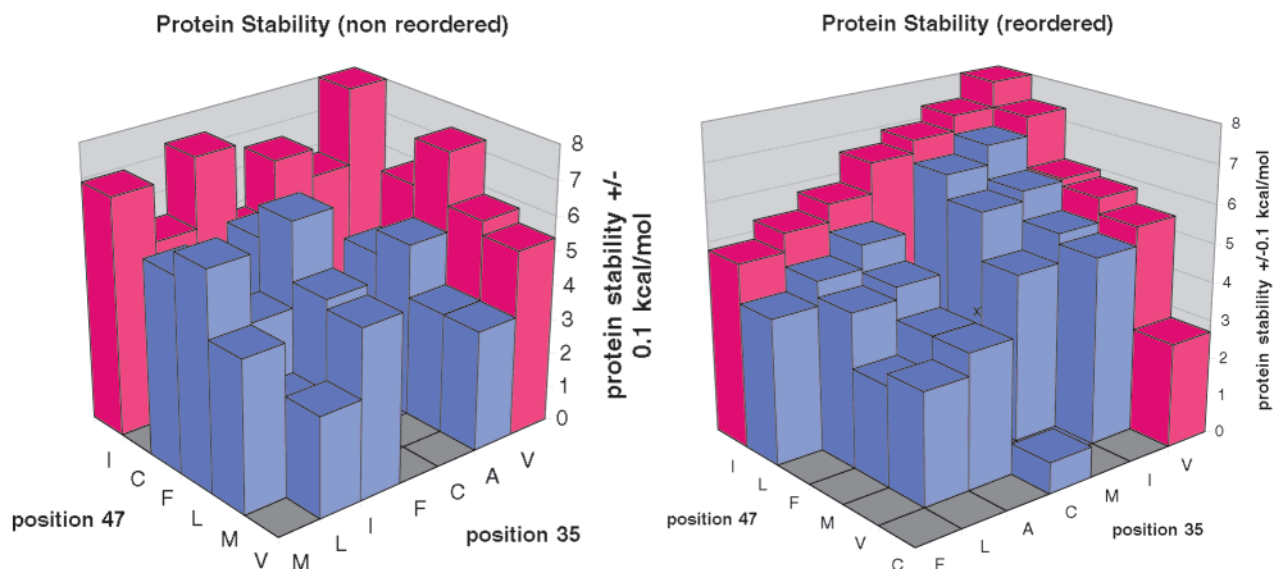 Protein Stability (non reordered)
8
7
6
5
4
3
2
1
0
protein stability +/-
0.1 kcal/mol
I
C
F
L
M
V
position 47
M
L
I
F
C
A
V
position 35
Protein Stability (reordered)
8
7
6
5
4
3
2
1
0
protein stability +/-0.1 kcal/mol
x
I
L
F
M
V
C
position 47
F
L
A
C
M
I
V
position 35